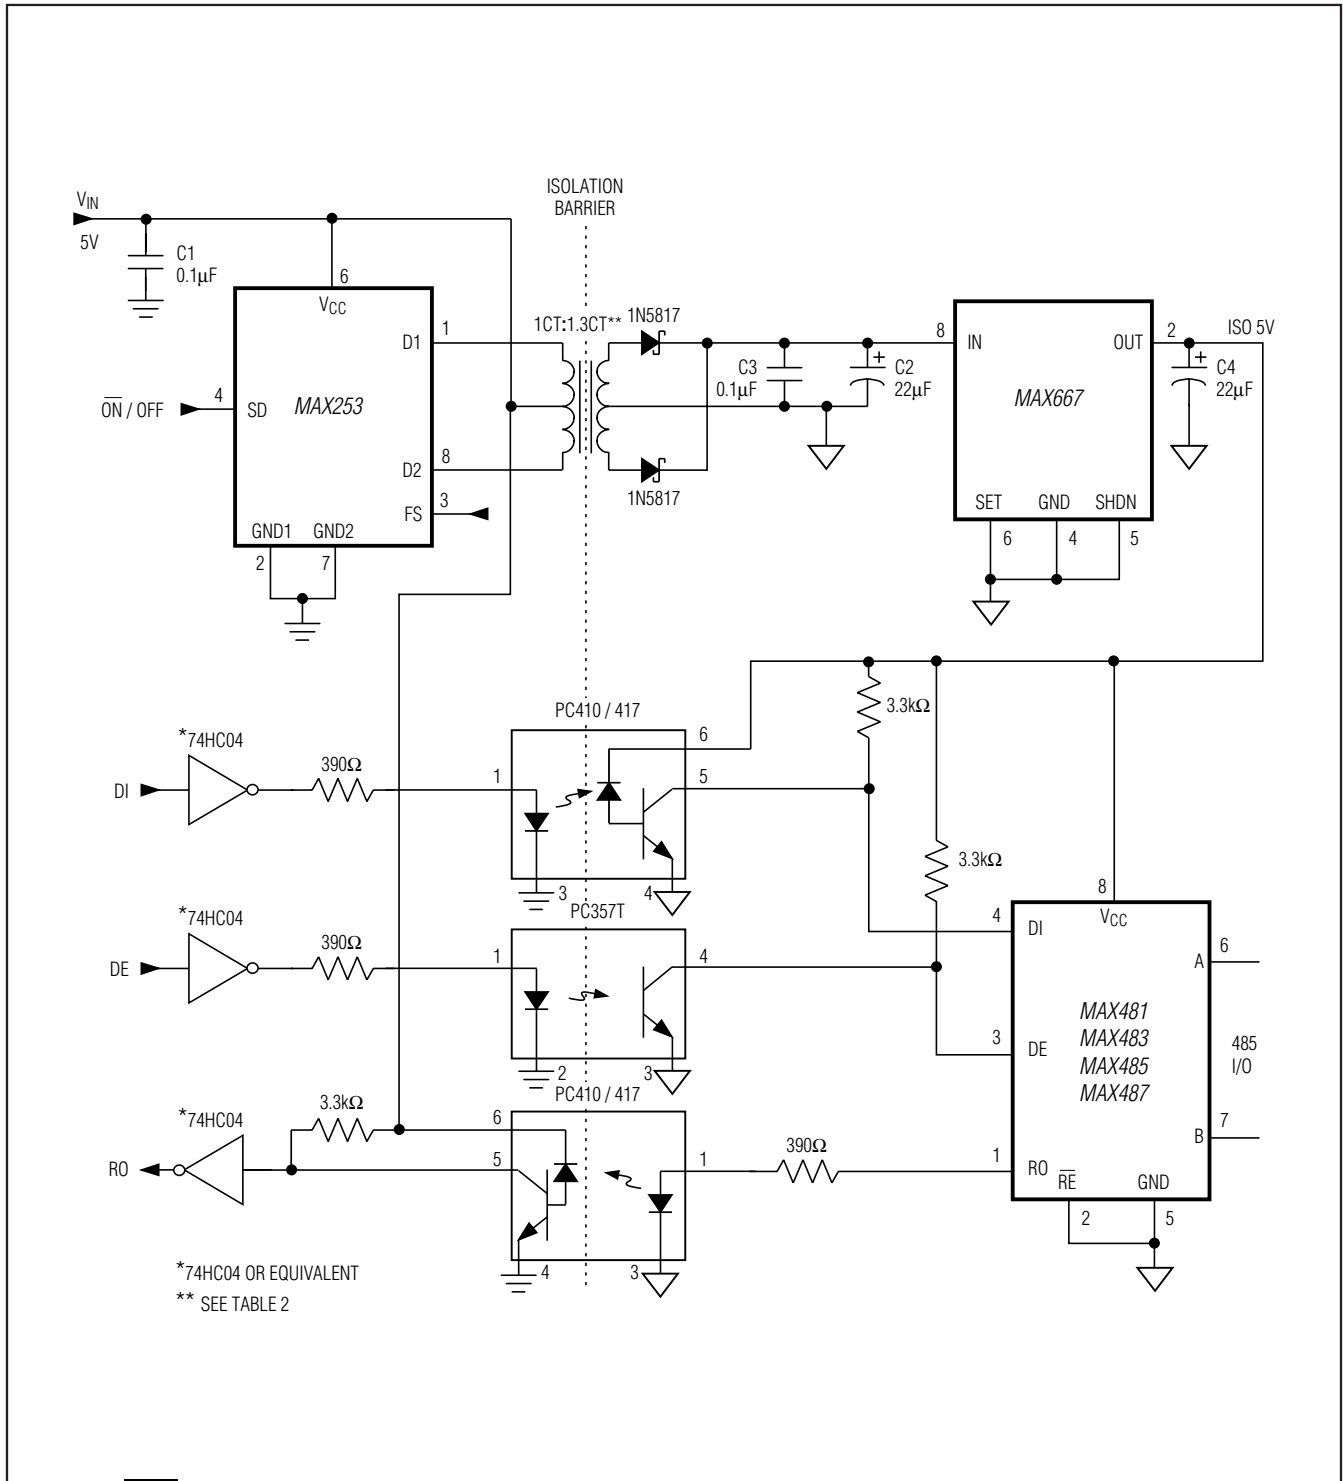 ISOLATION
BARRIER
VIN
5V
C1
0.1µF
6
VCC
1
D1
4
ON / OFF
SD
MAX253
8
D2
3
FS
GND1
GND2
2
7
1CT:1.3CT**
1N5817
1N5817
C3
0.1µF
+
C2
22µF
8
IN
OUT
MAX667
2
ISO 5V
+
C4
22µF
SET
GND
SHDN
6
4
5
PC410 / 417
3.3kΩ
*74HC04
DI
390Ω
1
6
5
3
4
3.3kΩ
PC357T
*74HC04
DE
390Ω
1
4
2
3
PC410 / 417
*74HC04
RO
3.3kΩ
6
5
4
1
3
390Ω
8
VCC
4
DI
3
DE
1
RO
RE
GND
2
5
MAX481
MAX483
MAX485
MAX487
A
6
485
I/O
B
7
*74HC04 OR EQUIVALENT
** SEE TABLE 2